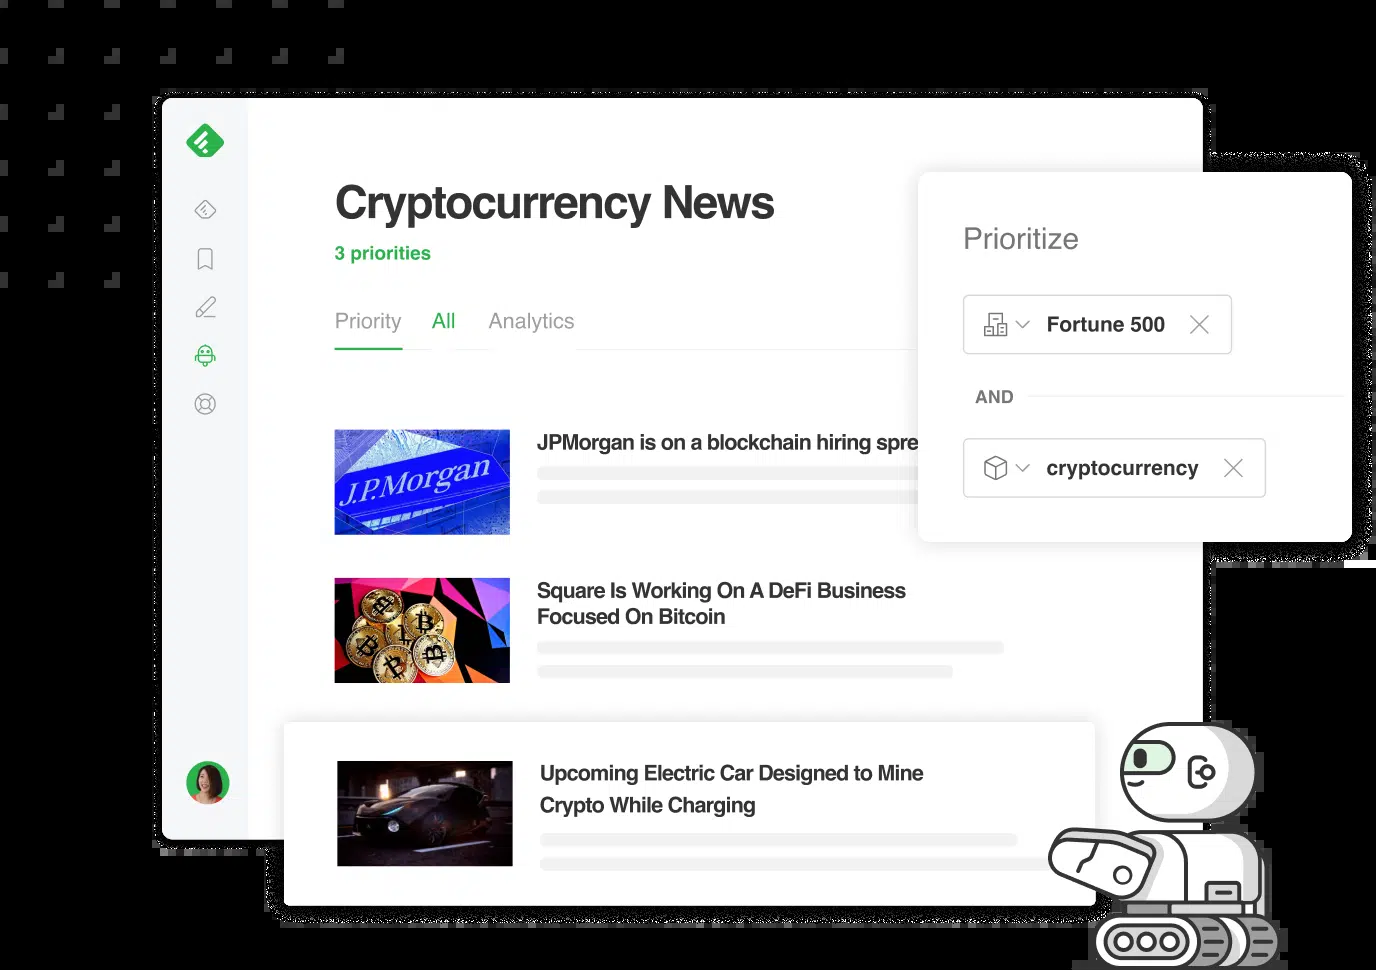 Cryptocurrency News
3 priorities
Priority All Analytics
J.P.Morgan
JPMorgan is on a blockchain hiring spre
Square Is Working On A DeFi Business
Focused On Bitcoin
Upcoming Electric Car Designed to Mine
Crypto While Charging
Prioritize
Fortune 500
AND
cryptocurrency